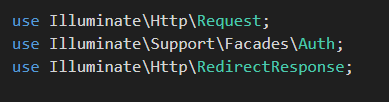 use Illuminate\Http\Request;
use Illuminate\Support\Facades\Auth;
use Illuminate\Http\RedirectResponse;